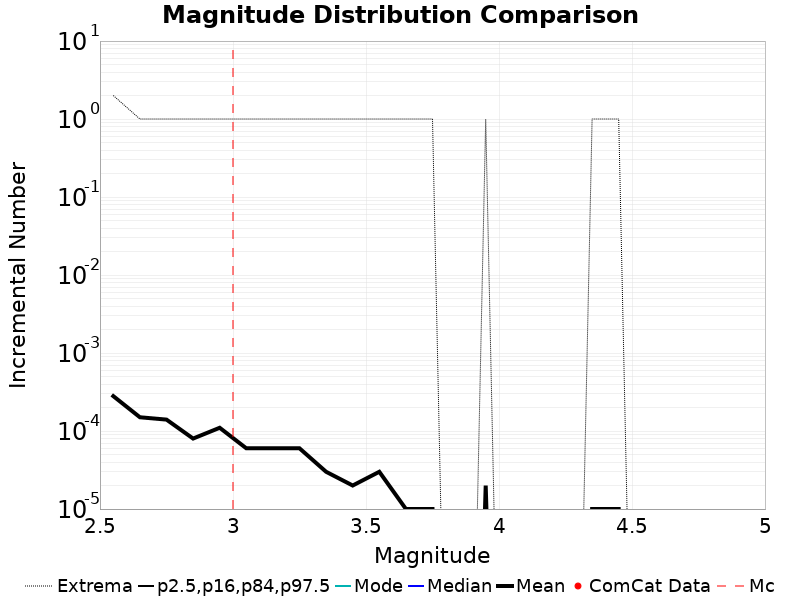 Magnitude Distribution Comparison
10^1
10^0
10^-1
10^-2
10^-3
10^-4
10^-5
Incremental Number
2.5 3 3.5 4 4.5 5
Magnitude
Extrema p2.5,p16,p84,p97.5 Mode Median Mean ComCat Data Mc